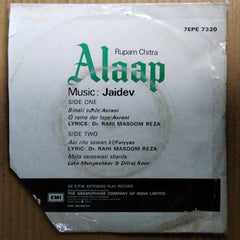 7EPE 7320
Rupam Chitra
Alaap
Music: Jaidev
SIDE ONE
Binati sunle:Asrani
O rama dar lago:Asrani
LYRICS: Dr. RAHI MASOOM REZA
SIDE TWO
Aai ritu sawan ki:Faiyyaz
LYRIC: Dr. RAHI MASOOM REZA
Mata saraswati sharda
Lata Mangeshkar & Dilraj Kaur
45 R.P.M. EXTENDED PLAY RECORD
THE GRAMOPHONE COMPANY OF INDIA LIMITED
EMI